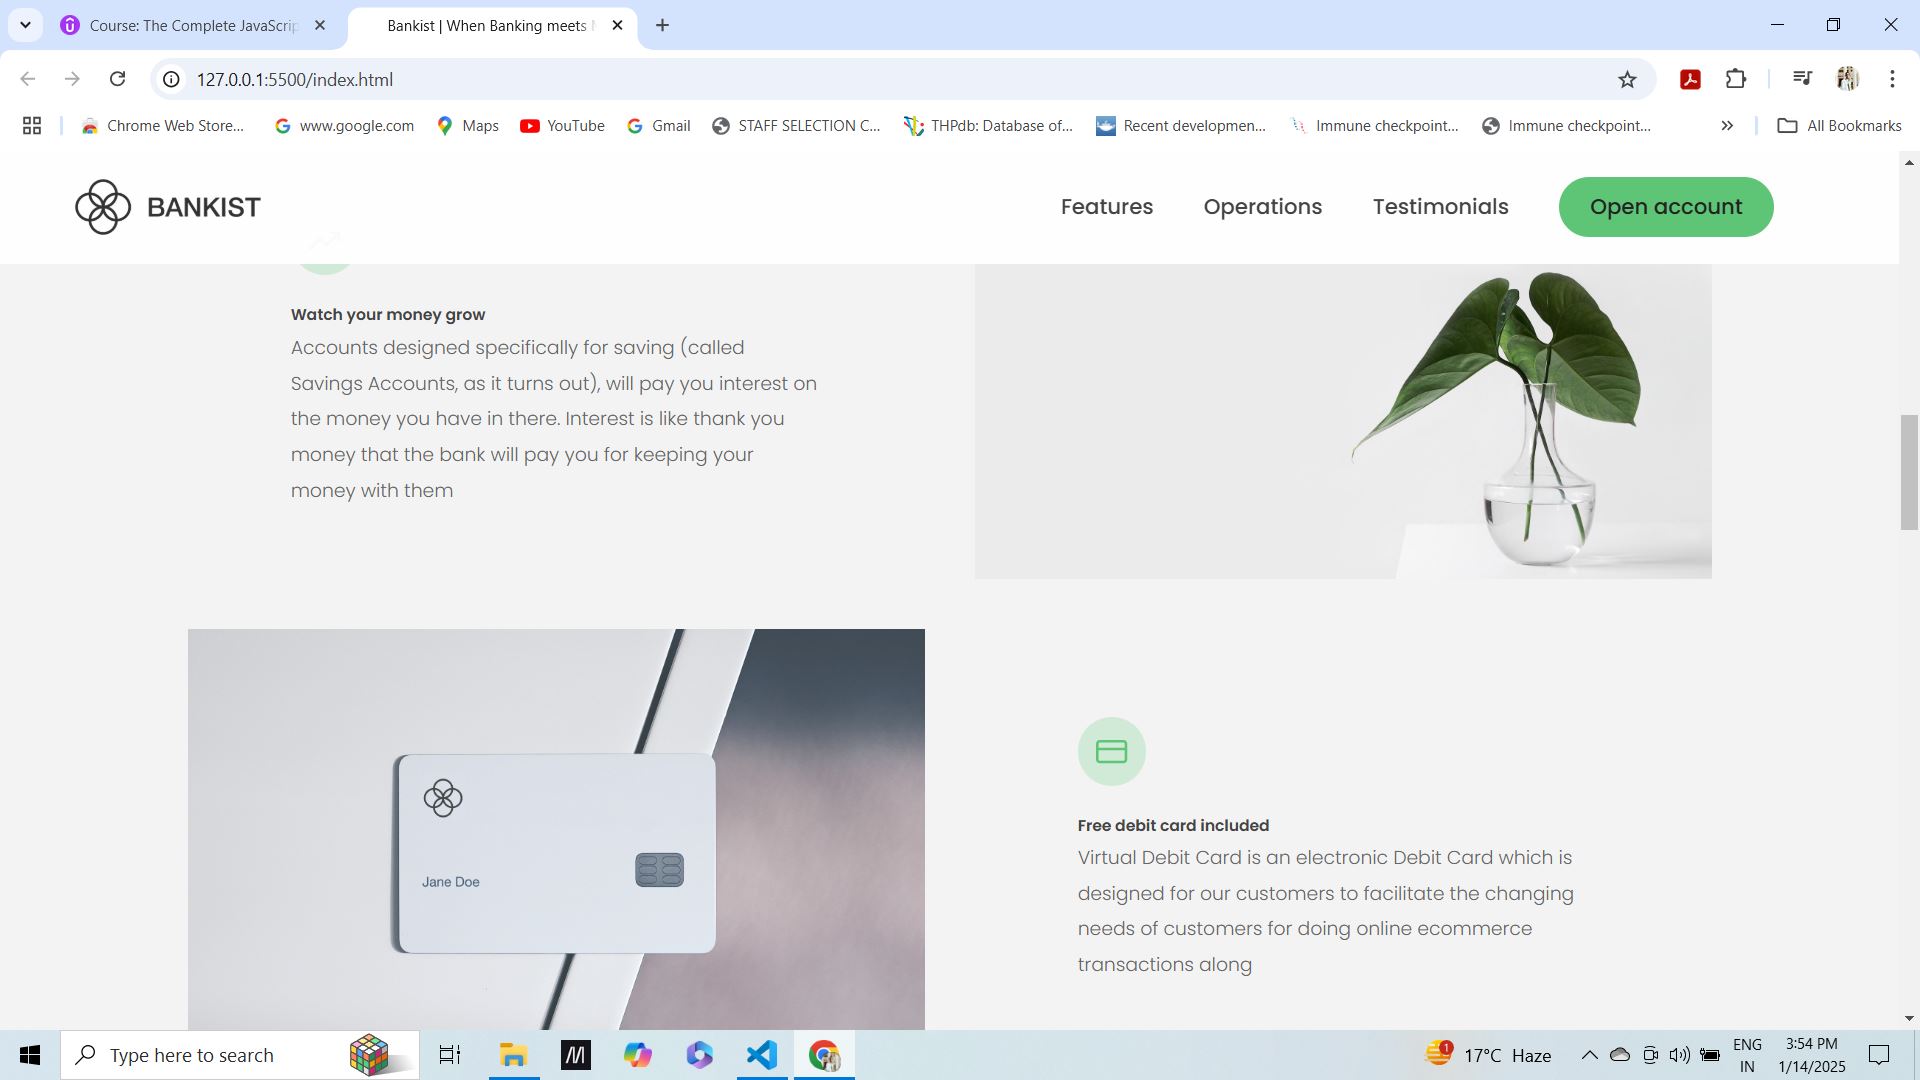 Course: The Complete JavaScrip
Bankist | When Banking meets
127.0.0.1:5500/index.html
Chrome Web Store...
www.google.com
Maps
YouTube
Gmail
STAFF SELECTION C...
THPdb: Database of...
Recent developmen...
Immune checkpoint...
Immune checkpoint...
All Bookmarks
BANKIST
Features
Operations
Testimonials
Open account
Watch your money grow
Accounts designed specifically for saving (called
Savings Accounts, as it turns out), will pay you interest on
the money you have in there. Interest is like thank you
money that the bank will pay you for keeping your
money with them
Jane Doe
Free debit card included
Virtual Debit Card is an electronic Debit Card which is
designed for our customers to facilitate the changing
needs of customers for doing online ecommerce
transactions along
Type here to search
1
17°C Haze
ENG
IN
3:54 PM
1/14/2025